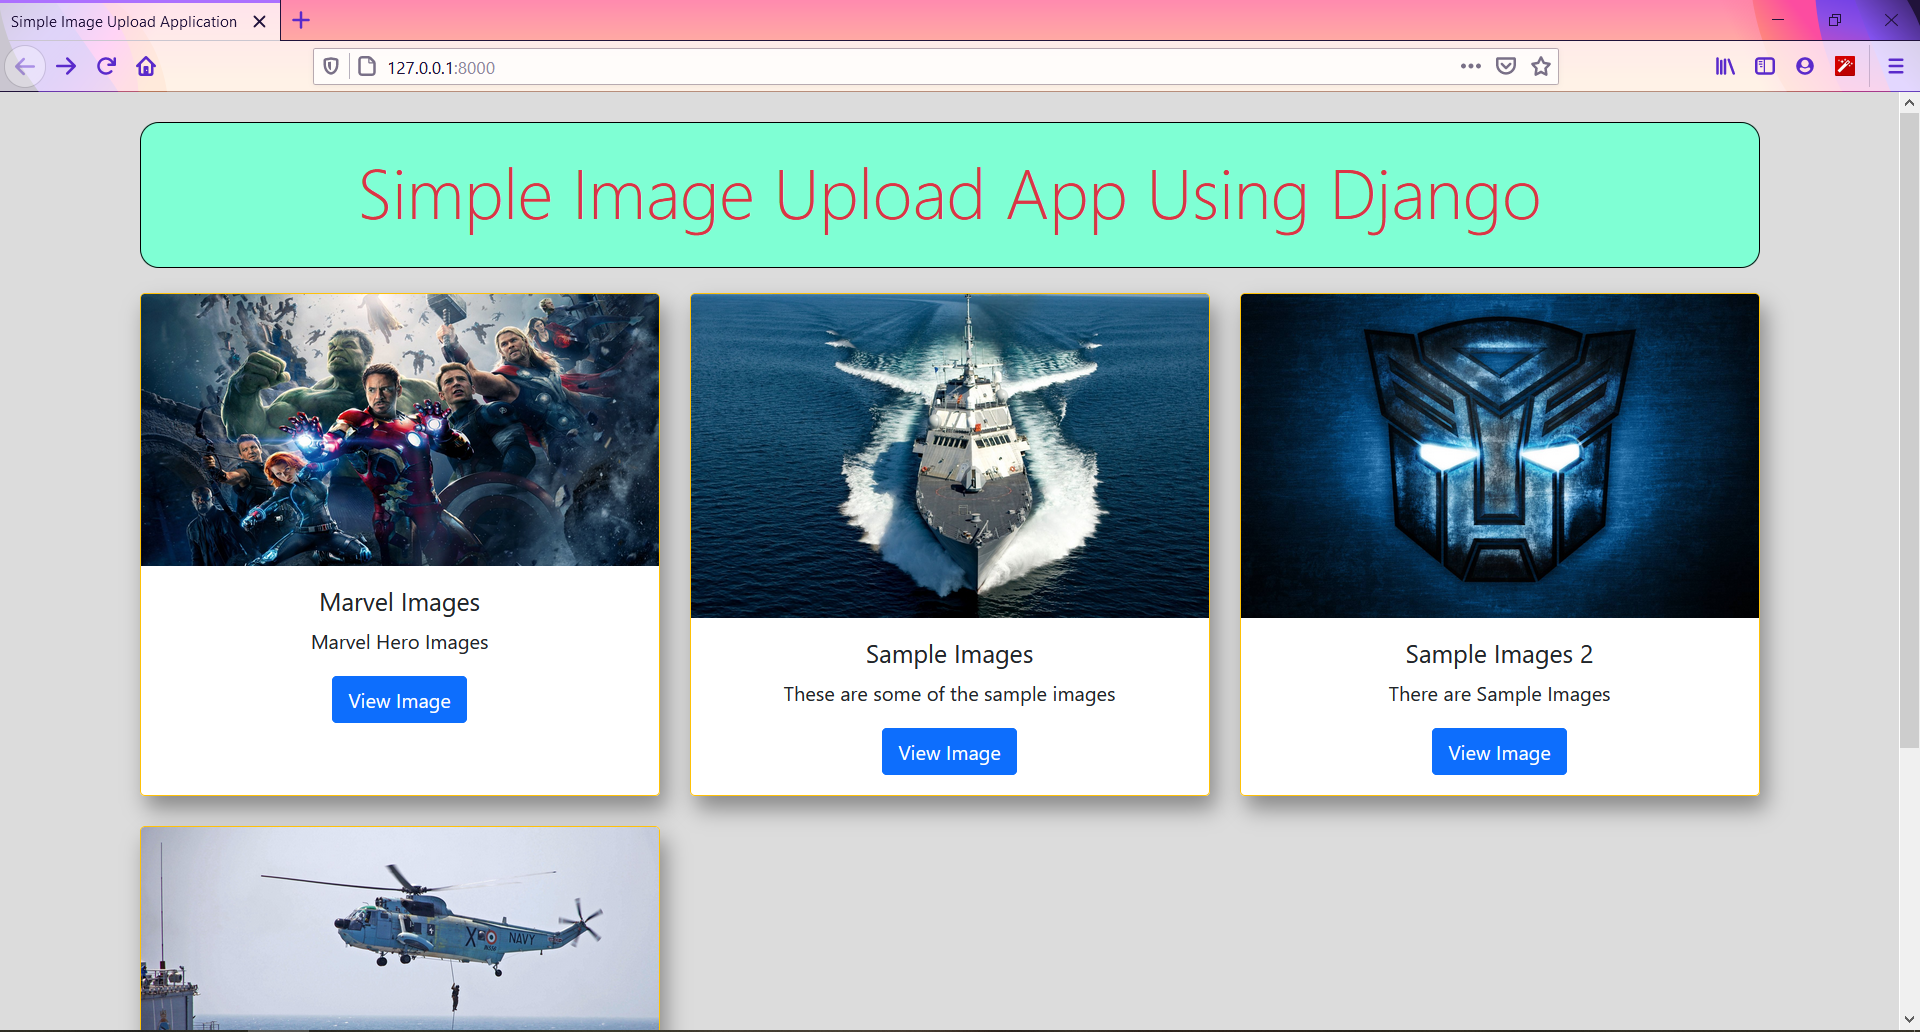 Simple Image Upload Application
127.0.0.1:8000
Simple Image Upload App Using Django
Marvel Images
Marvel Hero Images
View Image
Sample Images
These are some of the sample images
View Image
Sample Images 2
There are Sample Images
View Image
X NAVY